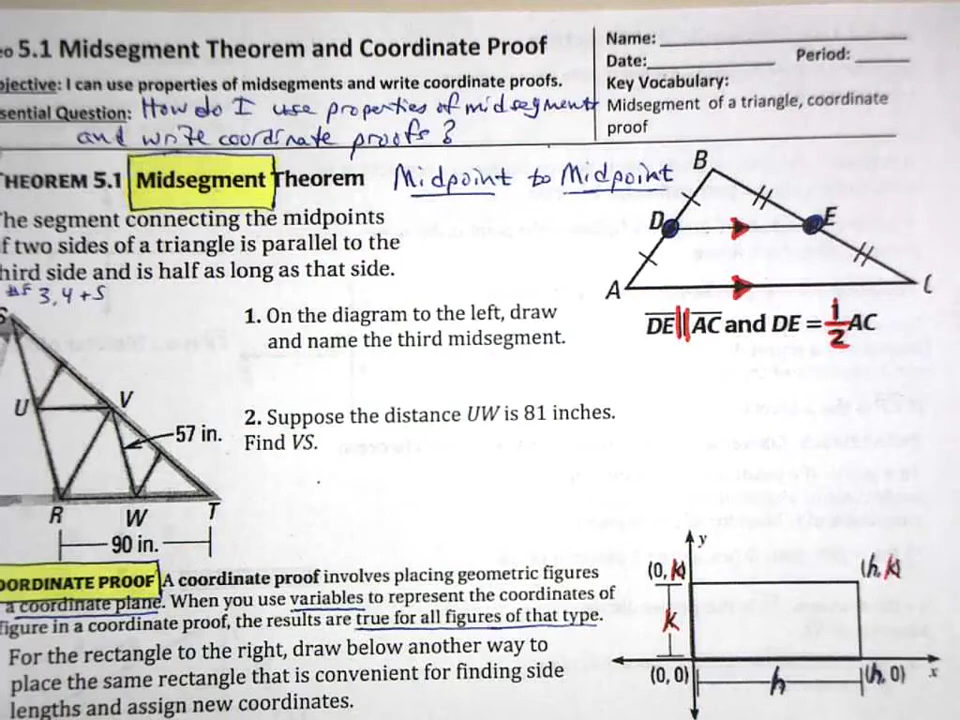 eo 5.1 Midsegment Theorem and Coordinate Proof
Name:
Date: Period:
bjective: I can use properties of midsegments and write coordinate proofs.
Key Vocabulary:
Midsegment of a triangle, coordinate
proof
sential Question: How do I use properties of midsegments
and write coordinate proofs?
THEOREM 5.1 Midsegment Theorem Midpoint to Midpoint
The segment connecting the midpoints
of two sides of a triangle is parallel to the
third side and is half as long as that side.
B
D E
A C
DE || AC and DE = 1/2 AC
3, 4 + 5
S
1. On the diagram to the left, draw
and name the third midsegment.
U V
57 in.
R W T
90 in.
2. Suppose the distance UW is 81 inches.
Find VS.
OORDINATE PROOF A coordinate proof involves placing geometric figures
a coordinate plane. When you use variables to represent the coordinates of
figure in a coordinate proof, the results are true for all figures of that type.
For the rectangle to the right, draw below another way to
place the same rectangle that is convenient for finding side
lengths and assign new coordinates.
y
(0, k) (h, k)
k
(0, 0) h (h, 0) x